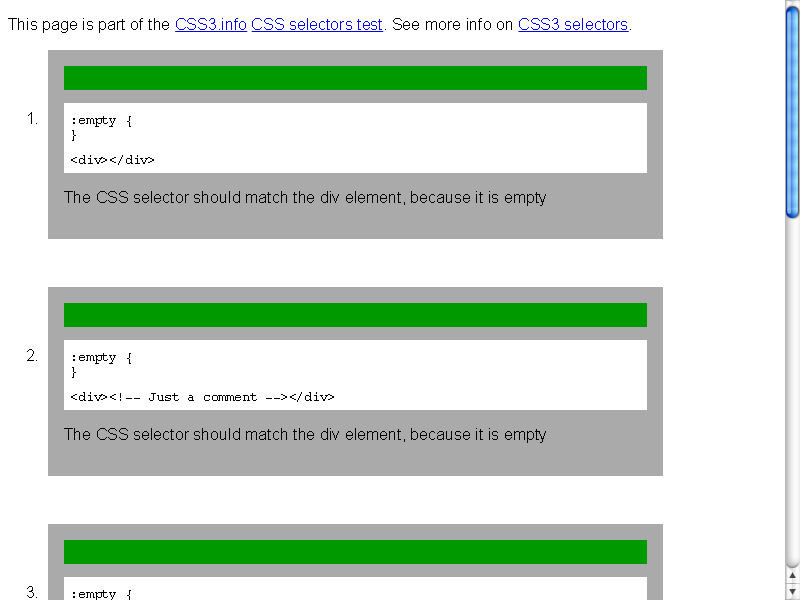 This page is part of the CSS3.info CSS selectors test. See more info on CSS3 selectors.
1.
:empty {
}
<div></div>
The CSS selector should match the div element, because it is empty
2.
:empty {
}
<div><!-- Just a comment --></div>
The CSS selector should match the div element, because it is empty
3.
:empty {